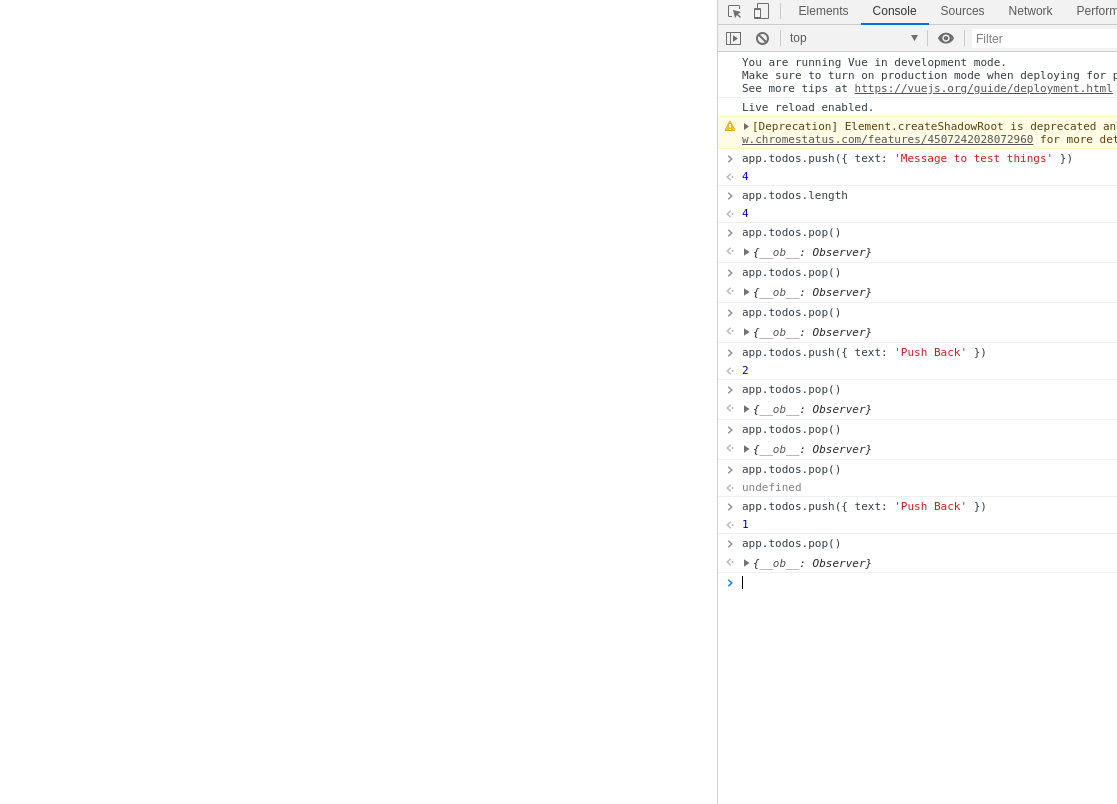 Elements Console Sources Network Perform
top Filter
You are running Vue in development mode.
Make sure to turn on production mode when deploying for p
See more tips at https://vuejs.org/guide/deployment.html
Live reload enabled.
[Deprecation] Element.createShadowRoot is deprecated an
w.chromestatus.com/features/4507242028072960 for more det
app.todos.push({ text: 'Message to test things' })
4
app.todos.length
4
app.todos.pop()
{__ob__: Observer}
app.todos.pop()
{__ob__: Observer}
app.todos.pop()
{__ob__: Observer}
app.todos.push({ text: 'Push Back' })
2
app.todos.pop()
{__ob__: Observer}
app.todos.pop()
{__ob__: Observer}
app.todos.pop()
undefined
app.todos.push({ text: 'Push Back' })
1
app.todos.pop()
{__ob__: Observer}